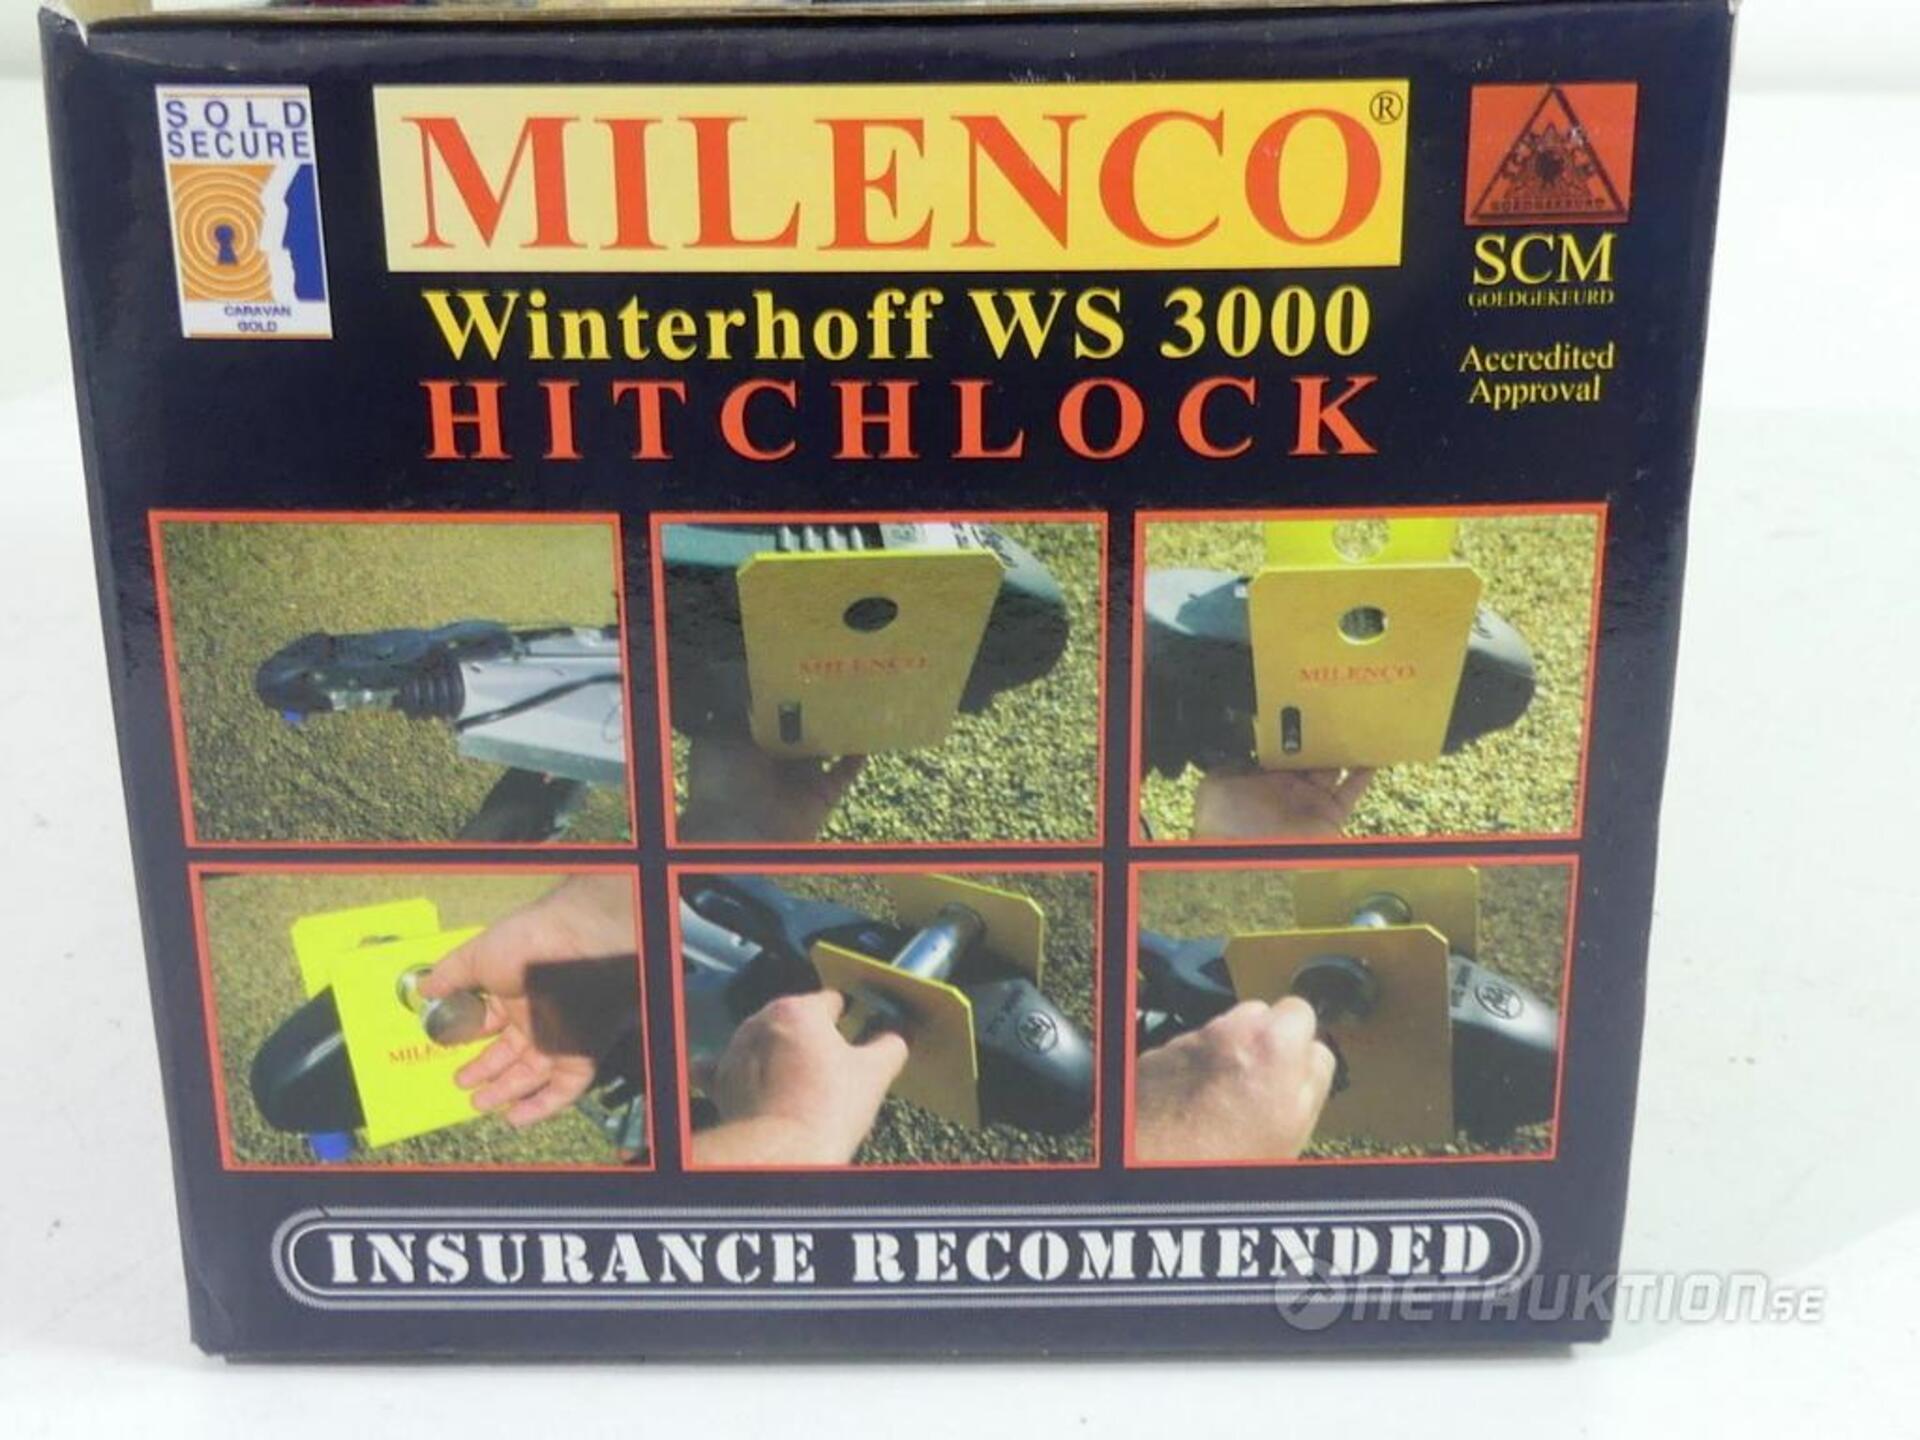 SOLD
SECURE
CARAVAN
GOLD
MILENCO®
Winterhoff WS 3000
HITCHLOCK
GOEDGEKEURD
SCM
GOEDGEKEURD
Accredited
Approval
MILENCO
MILENCO
INSURANCE RECOMMENDED
NETAUKTION.SE